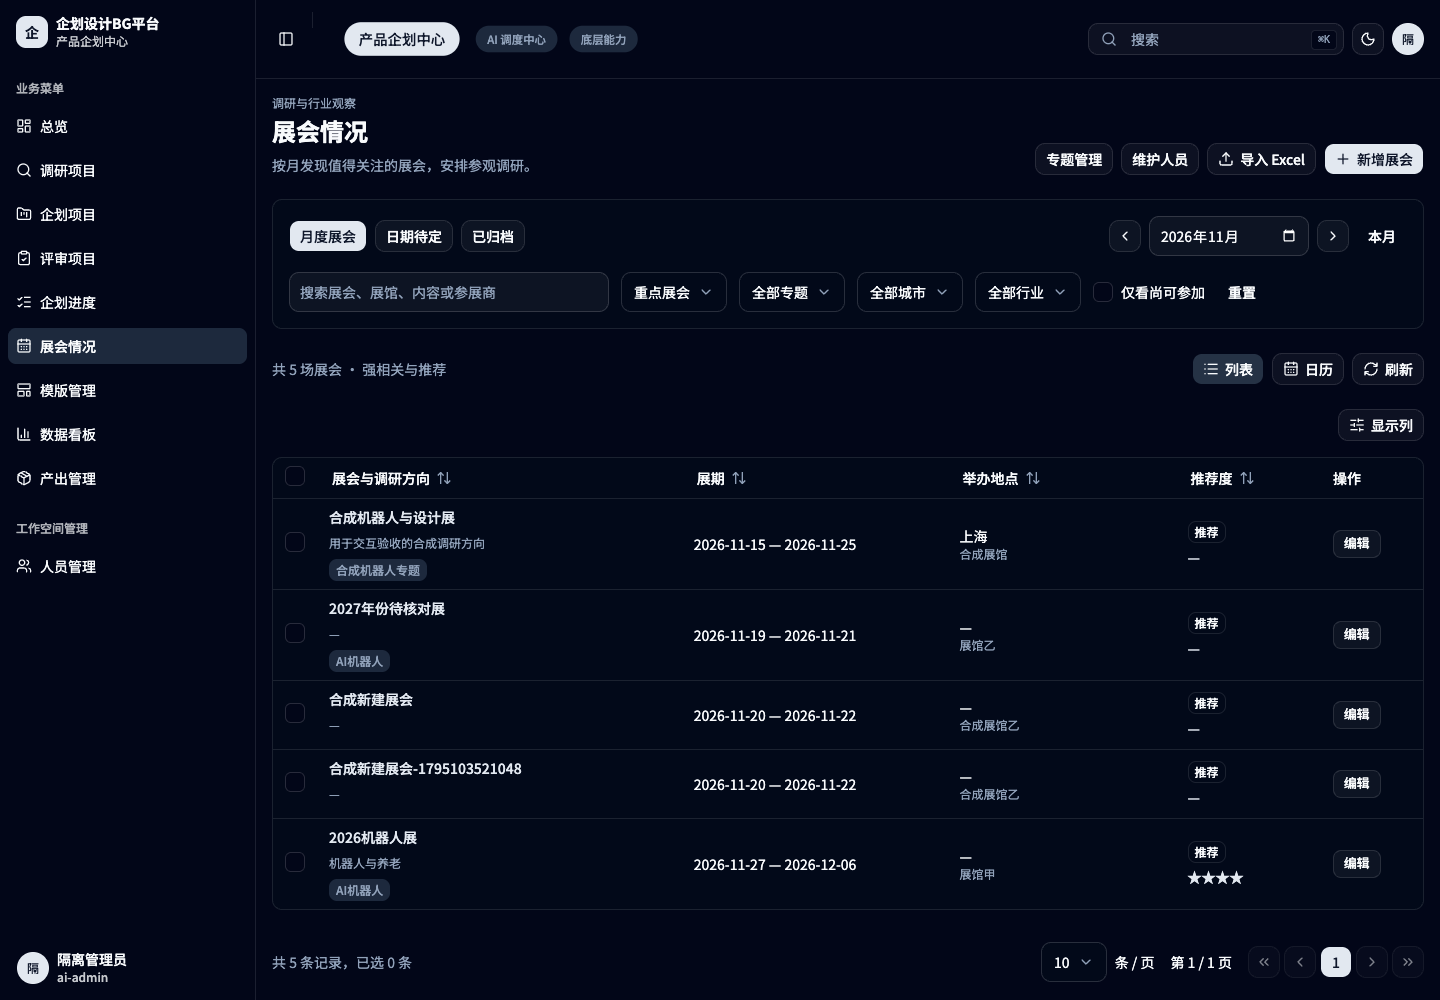 企
企划设计BG平台
产品企划中心
业务菜单
总览
调研项目
企划项目
评审项目
企划进度
展会情况
模版管理
数据看板
产出管理
工作空间管理
人员管理
隔
隔离管理员
ai-admin
产品企划中心 AI 调度中心 底层能力
搜索 ⌘K 隔
调研与行业观察
展会情况
按月发现值得关注的展会，安排参观调研。
专题管理 维护人员 导入 Excel 新增展会
月度展会 日期待定 已归档
2026年11月 本月
搜索展会、展馆、内容或参展商 重点展会 全部专题 全部城市 全部行业 仅看尚可参加 重置
共 5 场展会 · 强相关与推荐
列表 日历 刷新
显示列
展会与调研方向 展期 举办地点 推荐度 操作
合成机器人与设计展
用于交互验收的合成调研方向
合成机器人专题
2026-11-15 — 2026-11-25
上海
合成展馆
推荐
—
编辑
2027年份待核对展
—
AI机器人
2026-11-19 — 2026-11-21
—
展馆乙
推荐
—
编辑
合成新建展会
—
2026-11-20 — 2026-11-22
—
合成展馆乙
推荐
—
编辑
合成新建展会-1795103521048
—
2026-11-20 — 2026-11-22
—
合成展馆乙
推荐
—
编辑
2026机器人展
机器人与养老
AI机器人
2026-11-27 — 2026-12-06
—
展馆甲
推荐
★★★★
编辑
共 5 条记录，已选 0 条
10 条 / 页 第 1 / 1 页 1